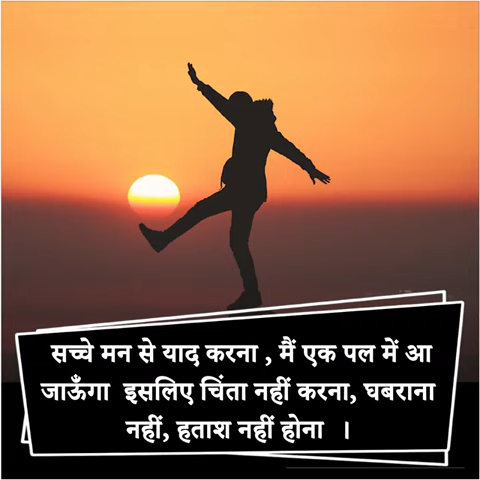 सच्चे मन से याद करना , मैं एक पल में आ
जाऊँगा इसलिए चिंता नहीं करना, घबराना
नहीं, हताश नहीं होना ।